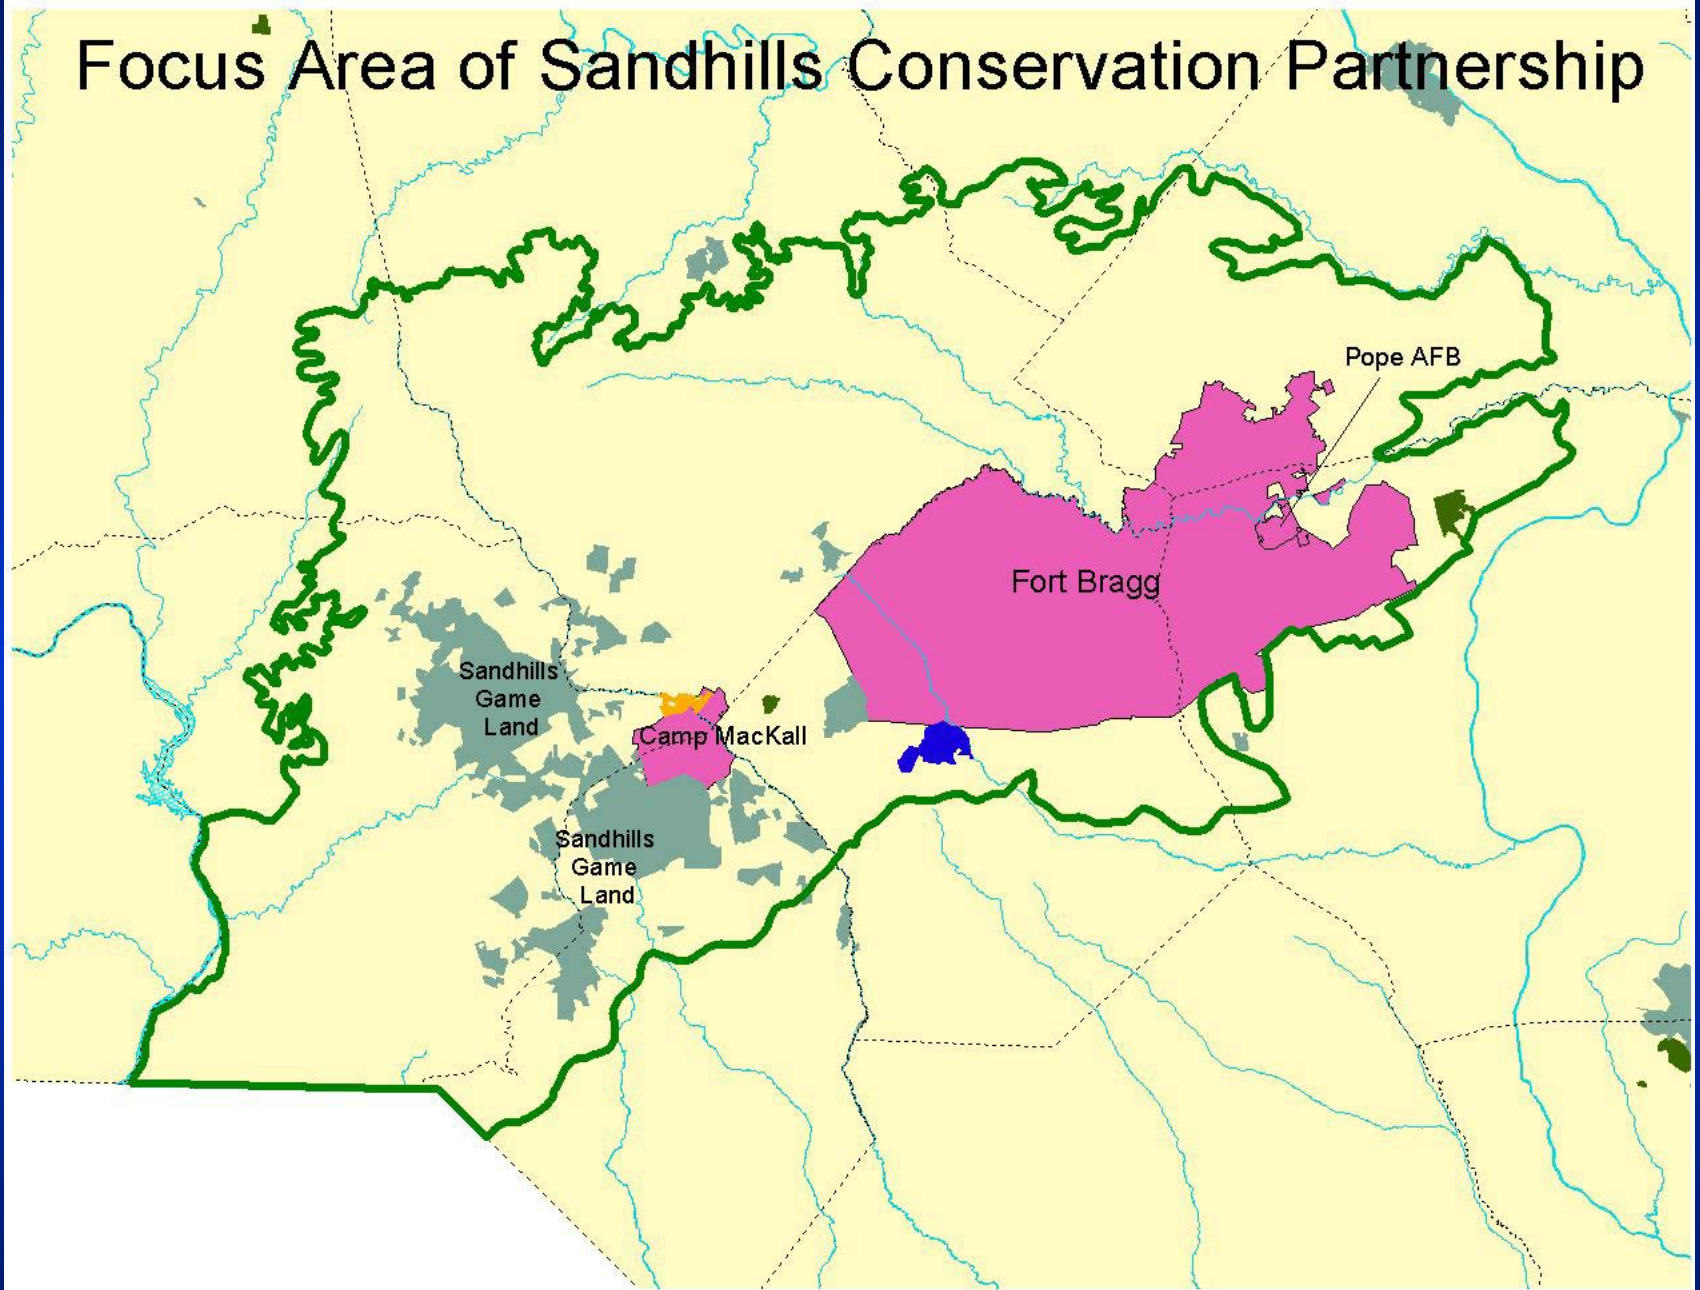 Focus Area of Sandhills Conservation Partnership
Pope AFB
Fort Bragg
Sandhills
Game
Land
Camp MacKall
Sandhills
Game
Land